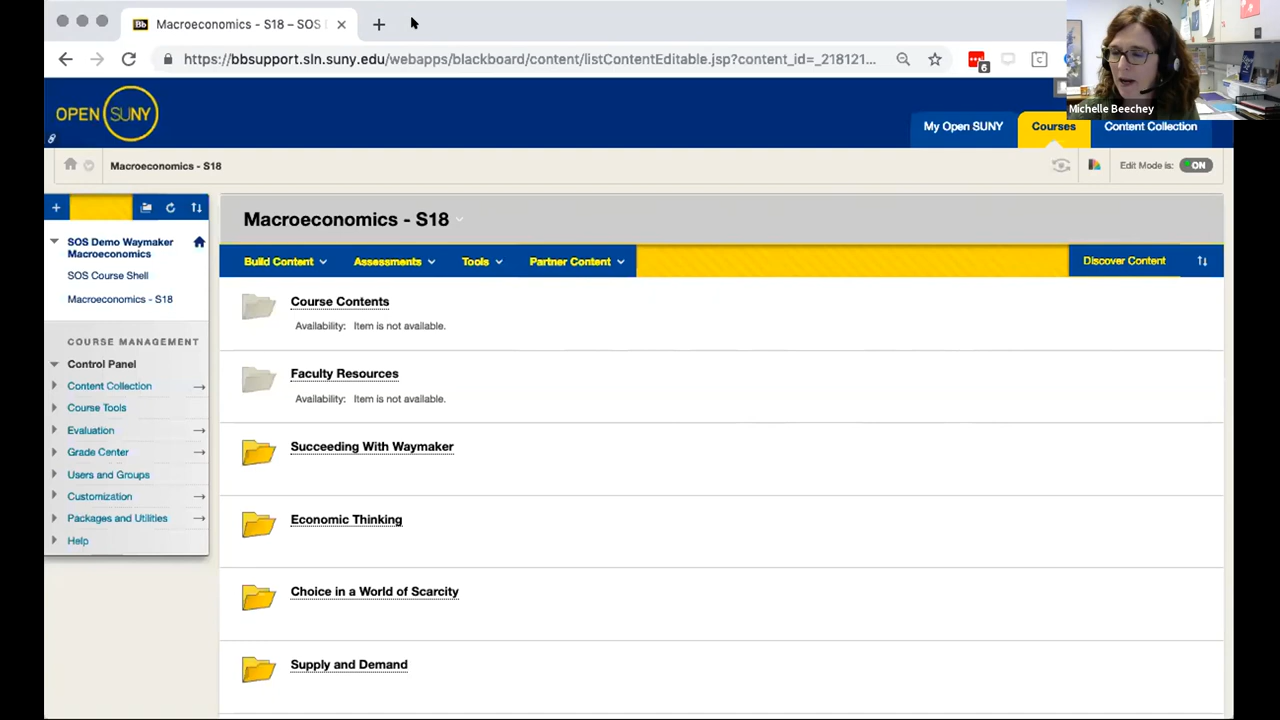 Bb Macroeconomics - S18 – SOS D
https://bbsupport.sln.suny.edu/webapps/blackboard/content/listContentEditable.jsp?content_id=_218121...
6
C
Michelle Beechey
OPEN SUNY
My Open SUNY
Courses
Content Collection
Macroeconomics - S18
Edit Mode is: ON
SOS Demo Waymaker
Macroeconomics
SOS Course Shell
Macroeconomics - S18
COURSE MANAGEMENT
Control Panel
Content Collection
Course Tools
Evaluation
Grade Center
Users and Groups
Customization
Packages and Utilities
Help
Macroeconomics - S18
Build Content
Assessments
Tools
Partner Content
Discover Content
Course Contents
Availability: Item is not available.
Faculty Resources
Availability: Item is not available.
Succeeding With Waymaker
Economic Thinking
Choice in a World of Scarcity
Supply and Demand